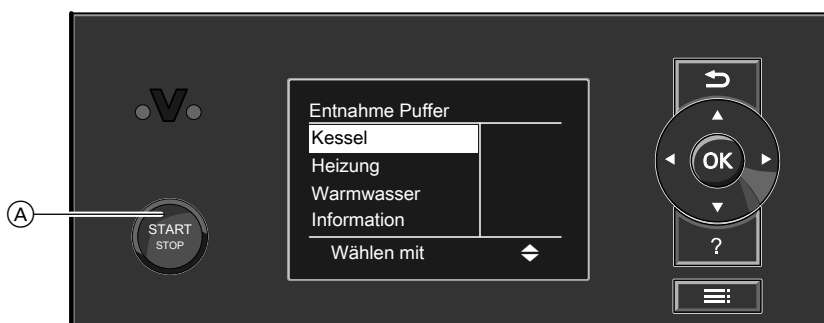 Entnahme Puffer
Kessel
Heizung
Warmwasser
Information
Wählen mit
A
START
STOP
OK
?